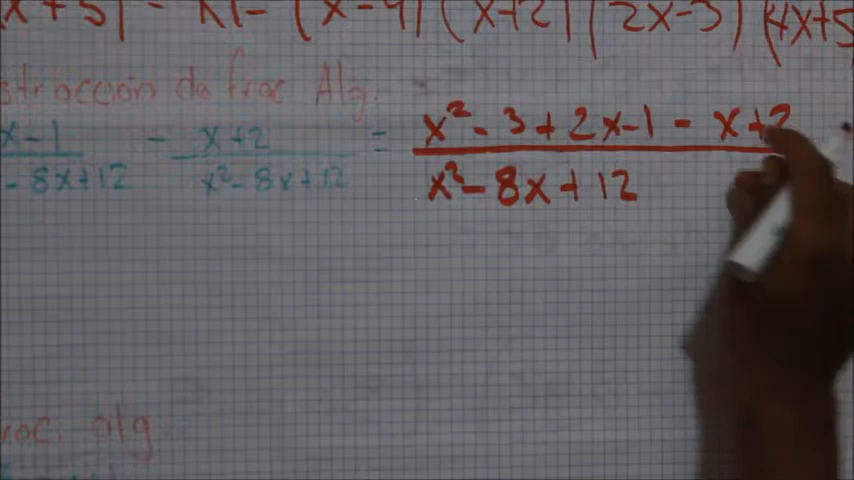 x+5) - M = (x-4) (x+2) (2x-3) (4x+5
stracción de frac Alg.
x-1 - x+2 = x²-3+2x-1-x+2
-8x+12 x²-8x+12 x²-8x+12
roc. alg